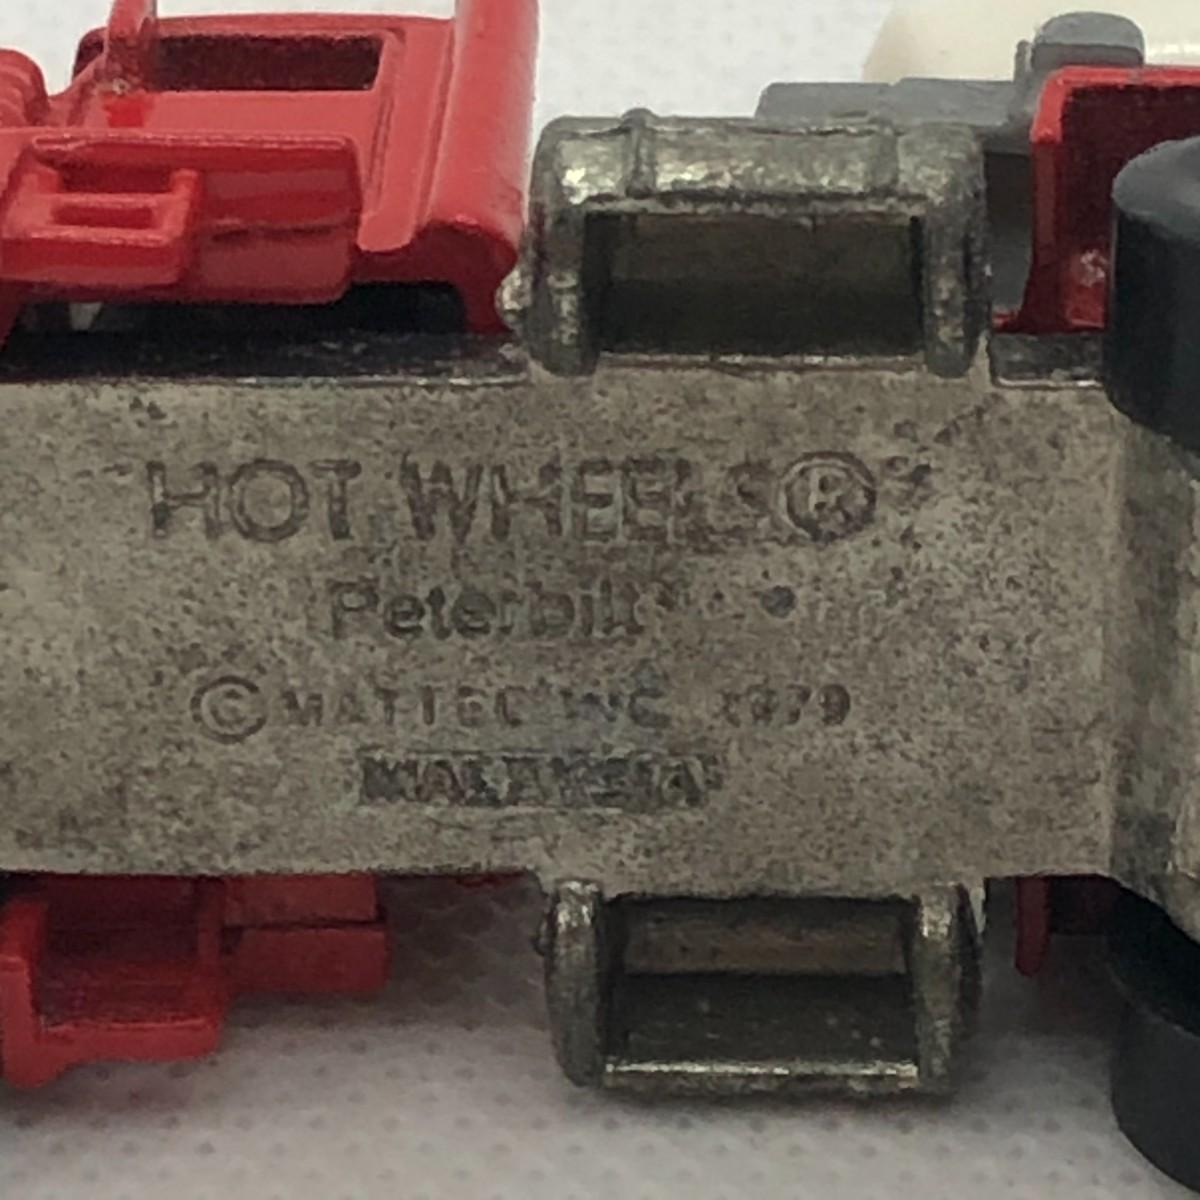 HOT WHEELS®
Peterbilt
© MATTEL INC. 1979
MALAYSIA